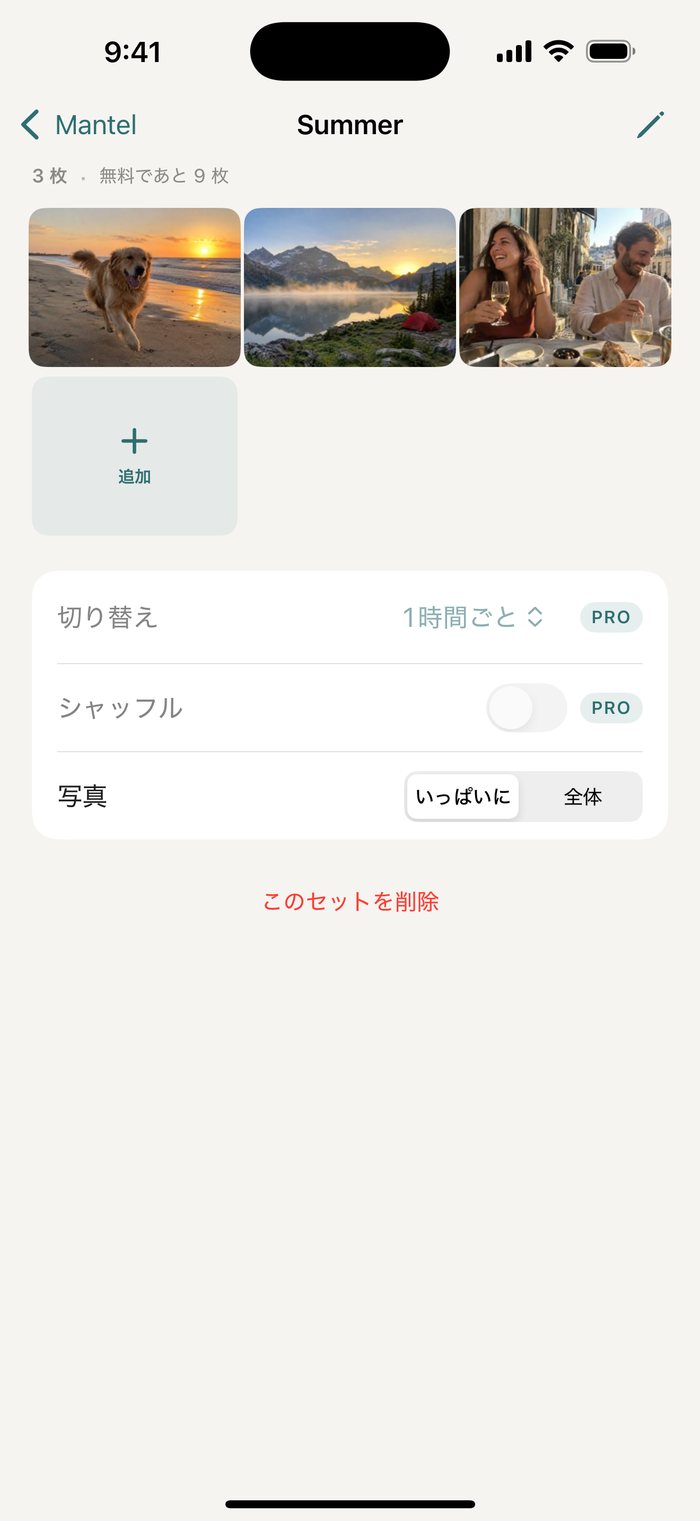 9:41
Mantel
Summer
3 枚 · 無料であと 9 枚
追加
切り替え 1時間ごと PRO
シャッフル PRO
写真 いっぱいに 全体
このセットを削除